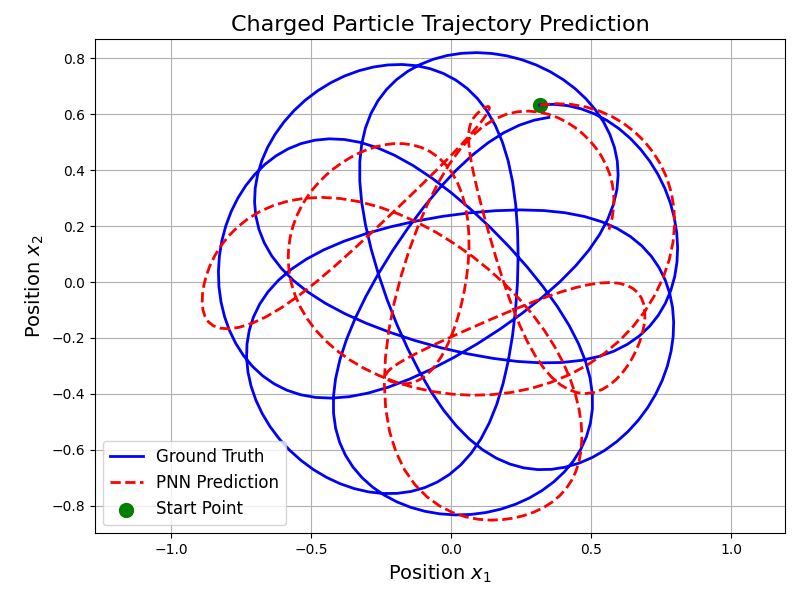 Charged Particle Trajectory Prediction
Position x₂
0.8
0.6
0.4
0.2
0.0
−0.2
−0.4
−0.6
−0.8
Ground Truth
PNN Prediction
Start Point
−1.0 −0.5 0.0 0.5 1.0
Position x₁